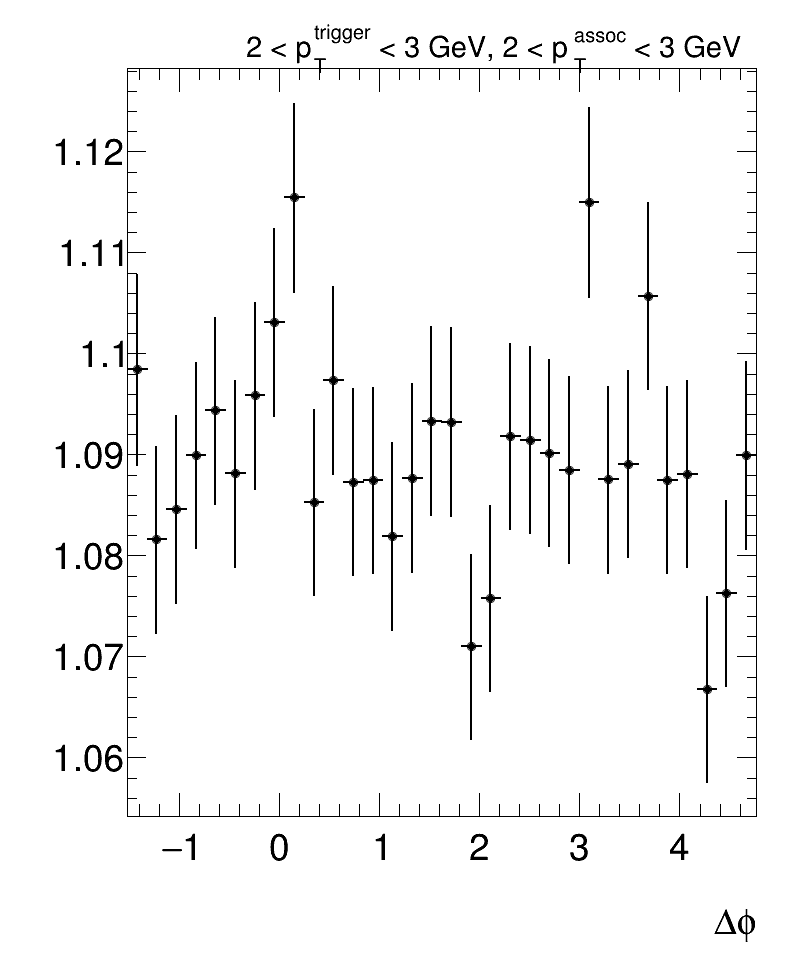 2 < p_T^trigger < 3 GeV, 2 < p_T^assoc < 3 GeV
1.12
1.11
1.1
1.09
1.08
1.07
1.06
−1 0 1 2 3 4
Δϕ